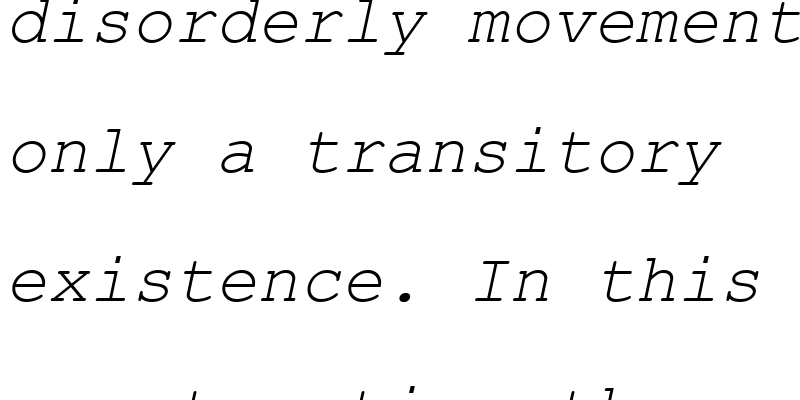 disorderly movement
only a transitory
existence. In this